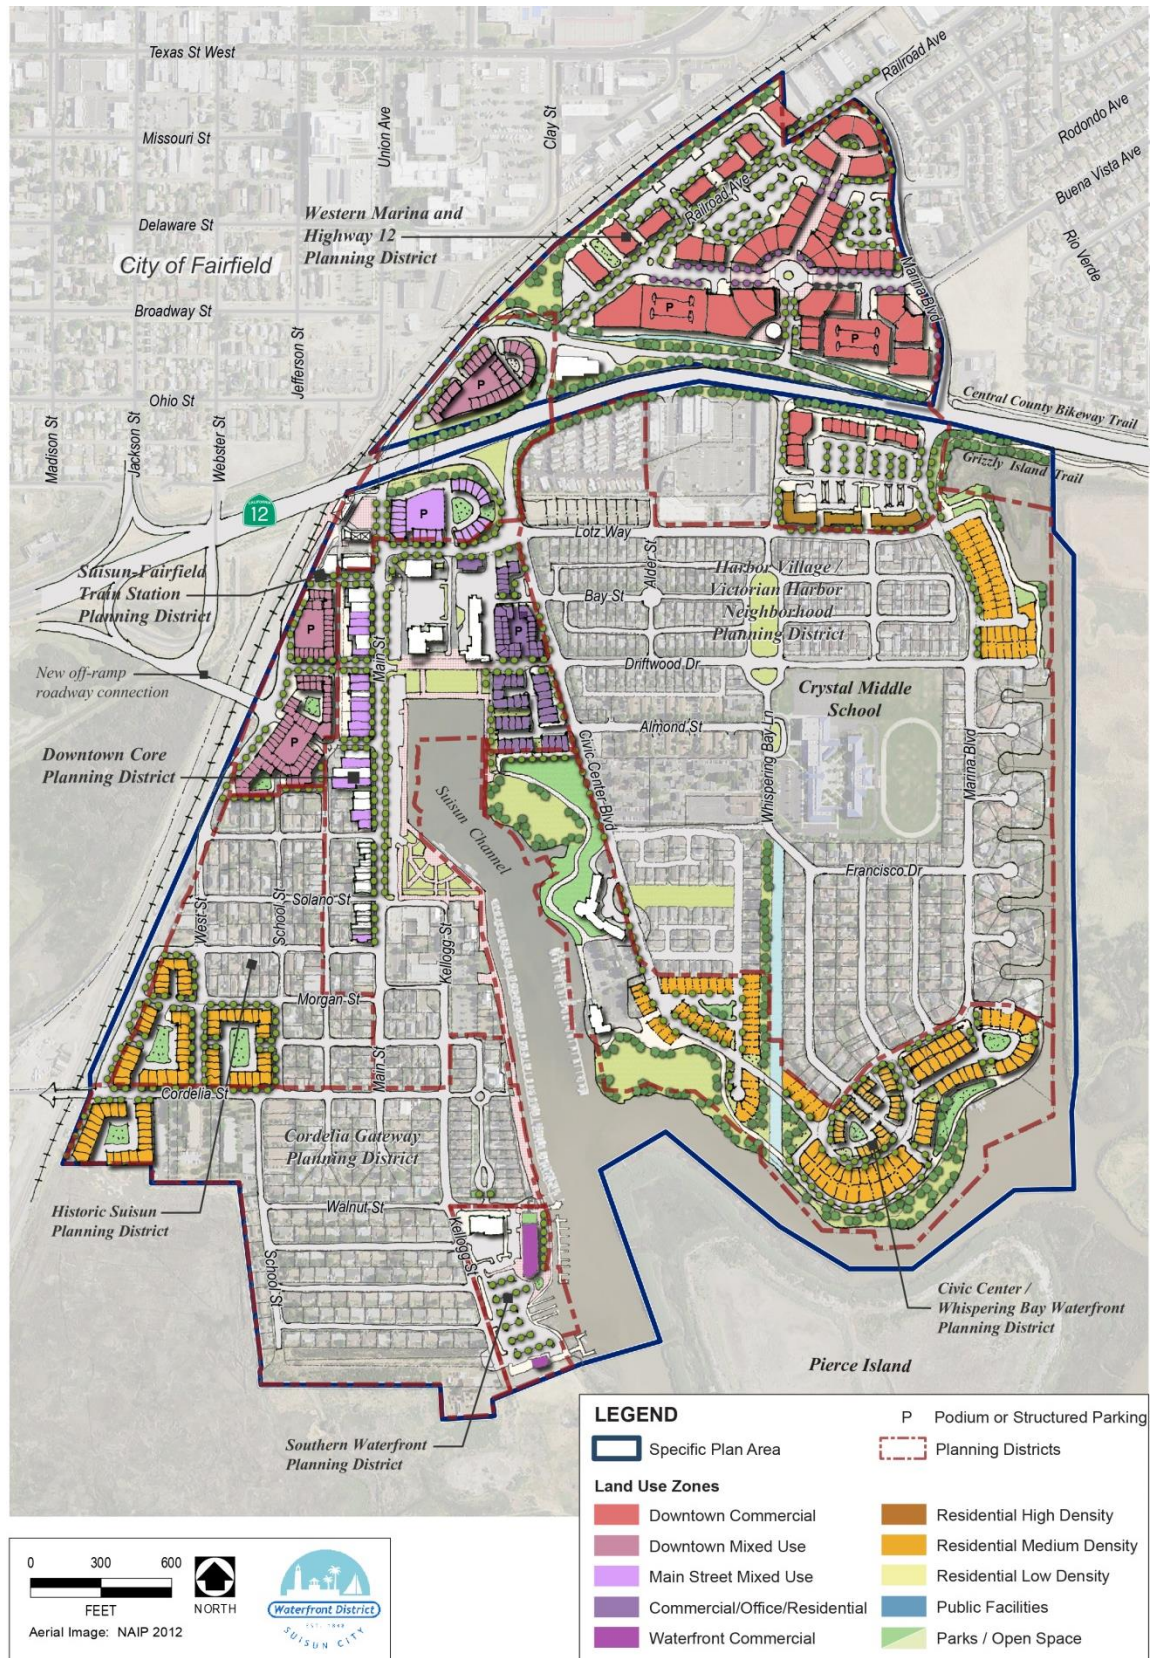 Texas St West
Railroad Ave
Missouri St
Union Ave
Clay St
Rodondo Ave
Buena Vista Ave
Western Marina and
Highway 12
Planning District
Railroad Ave
Delaware St
City of Fairfield
Rio Verde
Marina Blvd
Broadway St
P
P
Jefferson St
P
Ohio St
Central County Bikeway Trail
Madison St
Jackson St
Webster St
Grizzly Island Trail
CALIFORNIA
12
P
Lotz Way
Suisun-Fairfield
Train Station
Planning District
Alder St
Harbor Village /
Victorian Harbor
Neighborhood
Planning District
Bay St
P
P
Main St
Driftwood Dr
New off-ramp
roadway connection
Crystal Middle
School
Almond St
P
Downtown Core
Planning District
Civic Center Blvd
Whispering Bay Ln
Marina Blvd
Suisun Channel
Francisco Dr
West St
School St
Solano St
Kellogg St
Morgan St
Main St
Cordelia St
Cordelia Gateway
Planning District
Historic Suisun
Planning District
Walnut St
Kellogg St
School St
Civic Center /
Whispering Bay Waterfront
Planning District
Pierce Island
Southern Waterfront
Planning District
LEGEND
P Podium or Structured Parking
Specific Plan Area
Planning Districts
Land Use Zones
Downtown Commercial
Residential High Density
Downtown Mixed Use
Residential Medium Density
Main Street Mixed Use
Residential Low Density
Commercial/Office/Residential
Public Facilities
Waterfront Commercial
Parks / Open Space
0 300 600
FEET
NORTH
Aerial Image: NAIP 2012
Waterfront District
EST. 1868
SUISUN CITY